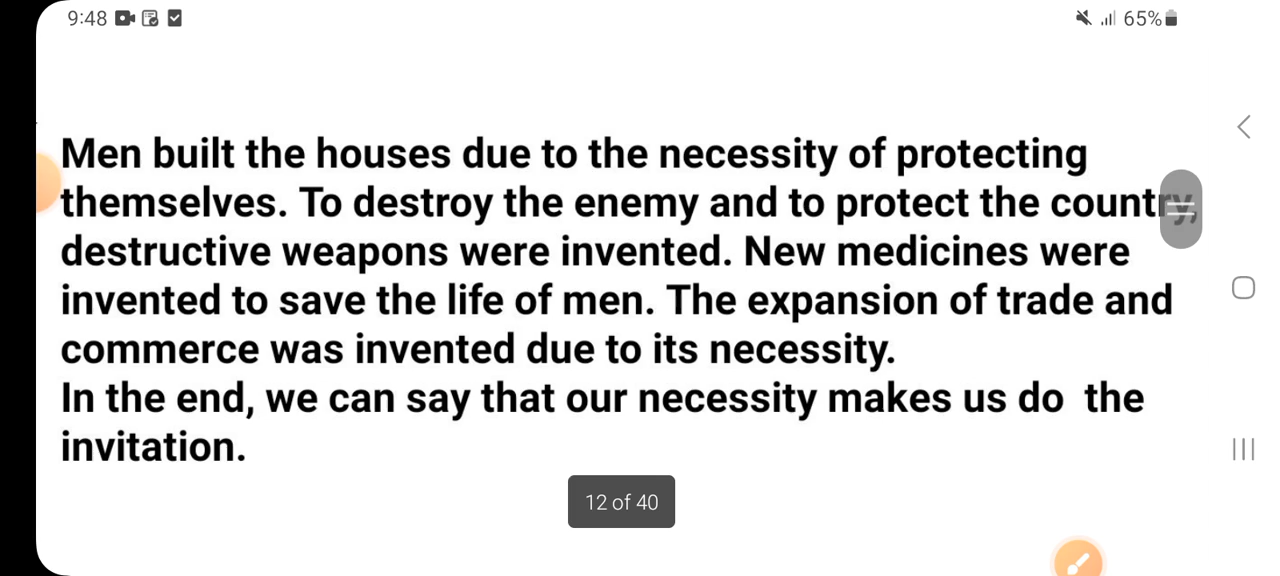 9:48 65%
Men built the houses due to the necessity of protecting
themselves. To destroy the enemy and to protect the country,
destructive weapons were invented. New medicines were
invented to save the life of men. The expansion of trade and
commerce was invented due to its necessity.
In the end, we can say that our necessity makes us do the
invitation.
12 of 40